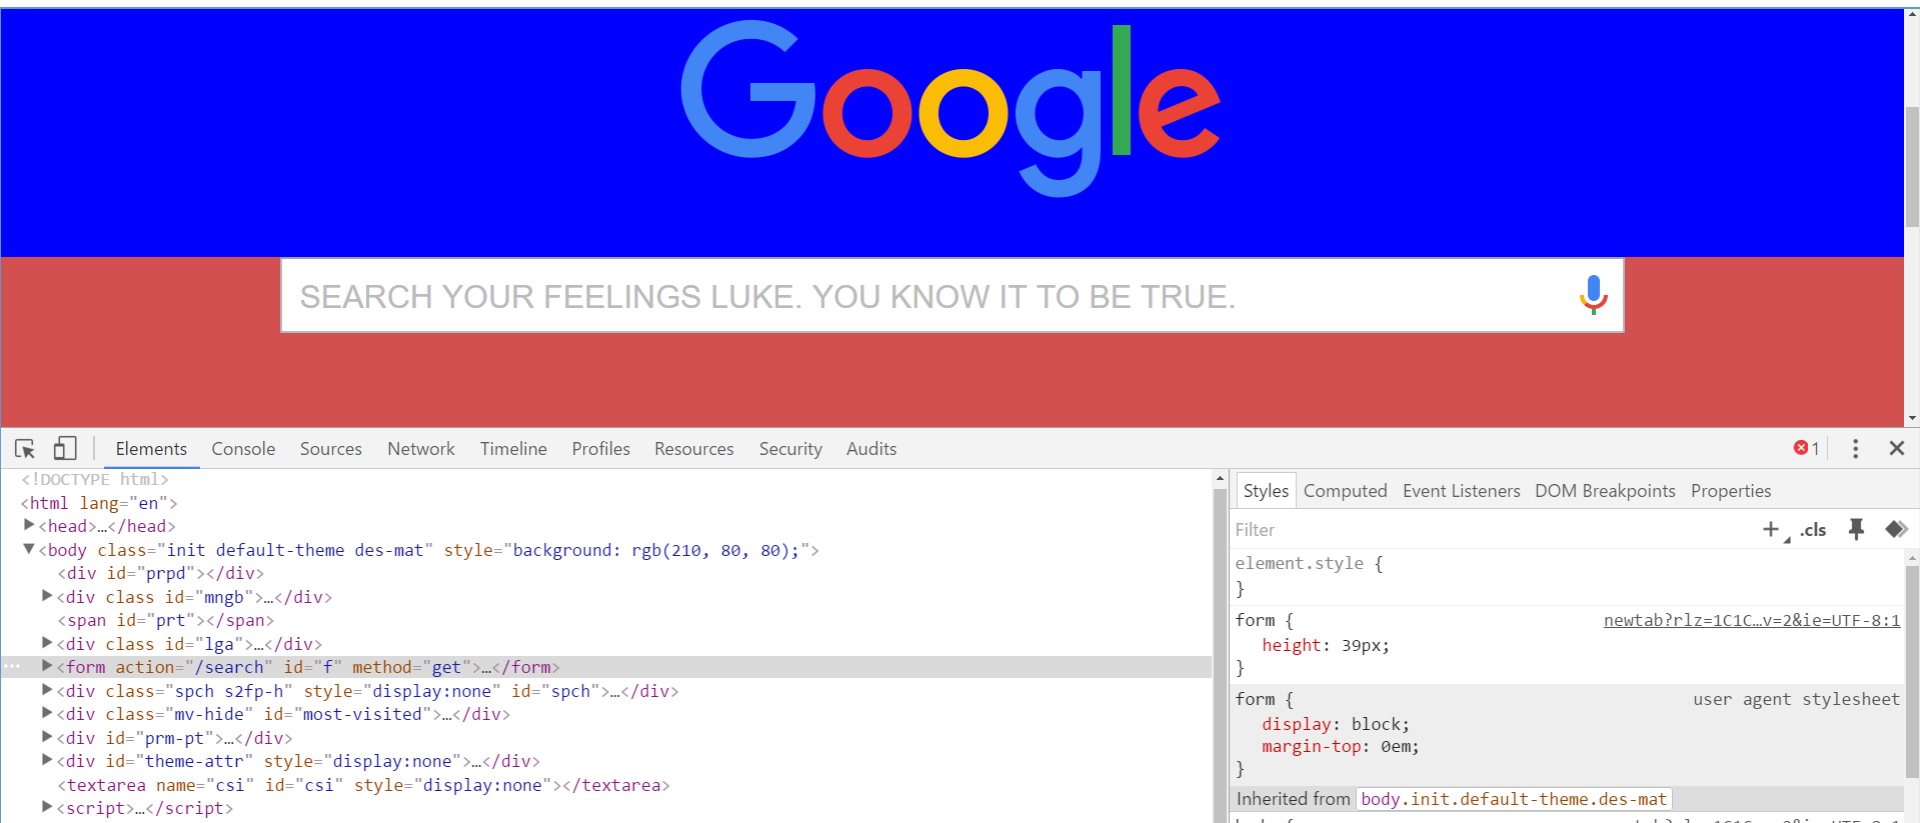 Google
SEARCH YOUR FEELINGS LUKE. YOU KNOW IT TO BE TRUE.
Elements Console Sources Network Timeline Profiles Resources Security Audits 1
<!DOCTYPE html>
<html lang="en">
<head>…</head>
<body class="init default-theme des-mat" style="background: rgb(210, 80, 80);">
<div id="prpd"></div>
<div class id="mngb">…</div>
<span id="prt"></span>
<div class id="lga">…</div>
<form action="/search" id="f" method="get">…</form>
<div class="spch s2fp-h" style="display:none" id="spch">…</div>
<div class="mv-hide" id="most-visited">…</div>
<div id="prm-pt">…</div>
<div id="theme-attr" style="display:none">…</div>
<textarea name="csi" id="csi" style="display:none"></textarea>
<script>…</script>
Styles Computed Event Listeners DOM Breakpoints Properties
Filter + .cls
element.style {
}
form { newtab?rlz=1C1C…v=2&ie=UTF-8:1
height: 39px;
}
form { user agent stylesheet
display: block;
margin-top: 0em;
}
Inherited from body.init.default-theme.des-mat